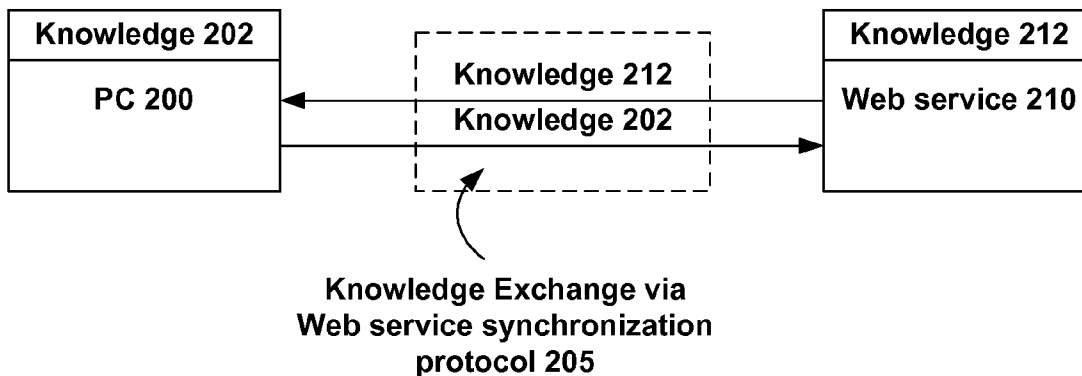 Knowledge 202
PC 200
Knowledge 212
Knowledge 202
Knowledge 212
Web service 210
Knowledge Exchange via
Web service synchronization
protocol 205